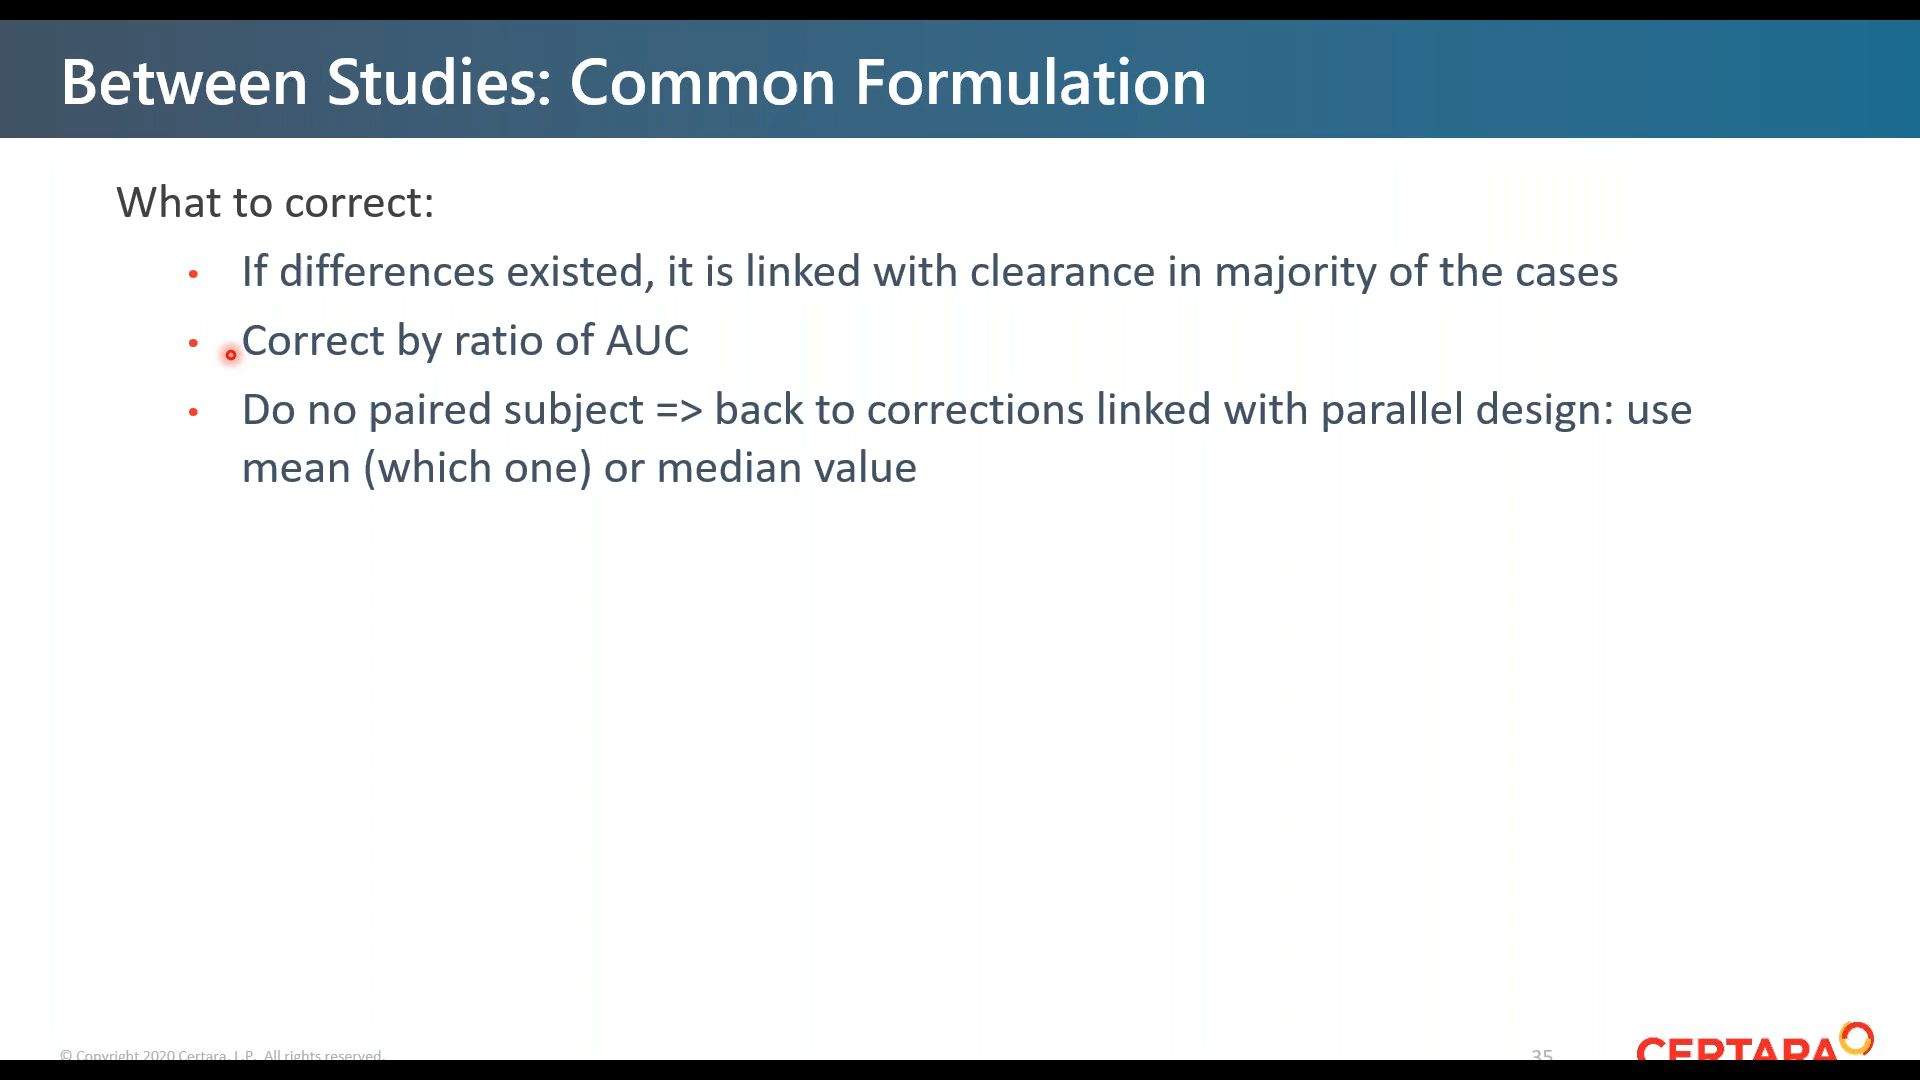 Between Studies: Common Formulation
What to correct:
• If differences existed, it is linked with clearance in majority of the cases
• Correct by ratio of AUC
• Do no paired subject => back to corrections linked with parallel design: use
mean (which one) or median value
© Copyright 2020 Certara, L.P. All rights reserved.
35
CERTARA